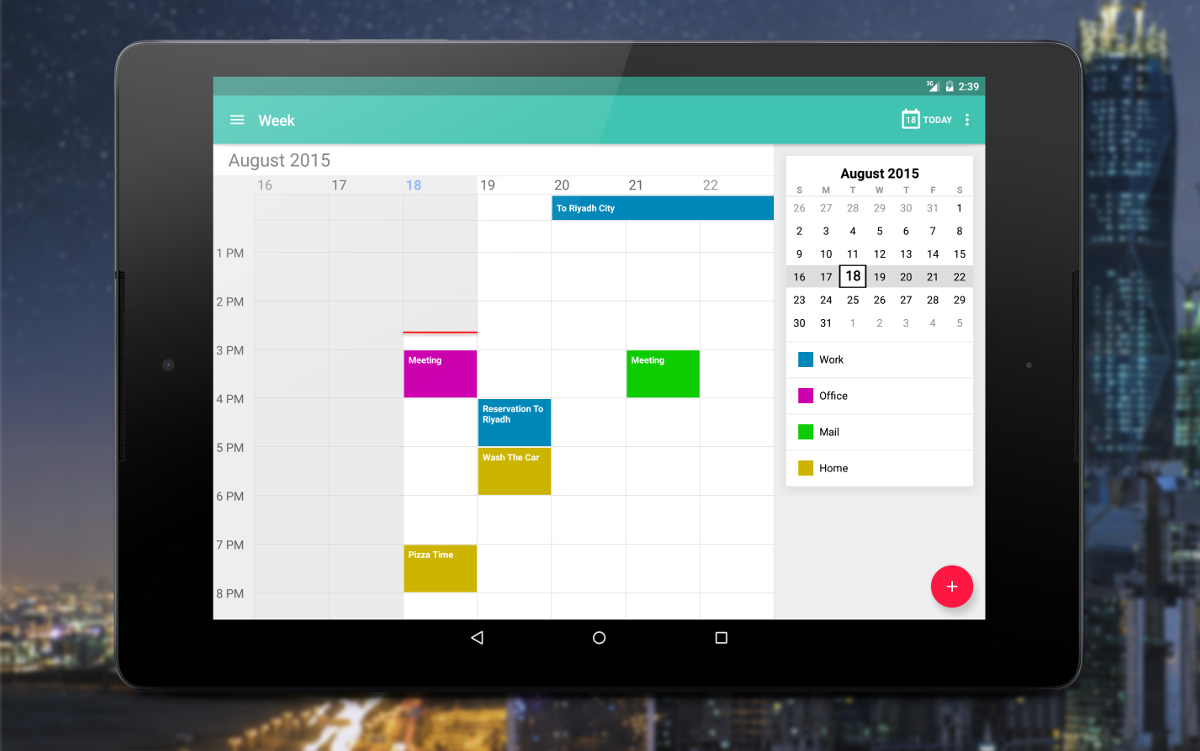 3G 2:39
Week
18 TODAY
August 2015
16 17 18 19 20 21 22
To Riyadh City
1 PM
2 PM
3 PM
Meeting
Meeting
4 PM
Reservation To
Riyadh
5 PM
Wash The Car
6 PM
7 PM
Pizza Time
8 PM
August 2015
S M T W T F S
26 27 28 29 30 31 1
2 3 4 5 6 7 8
9 10 11 12 13 14 15
16 17 18 19 20 21 22
23 24 25 26 27 28 29
30 31 1 2 3 4 5
Work
Office
Mail
Home
+